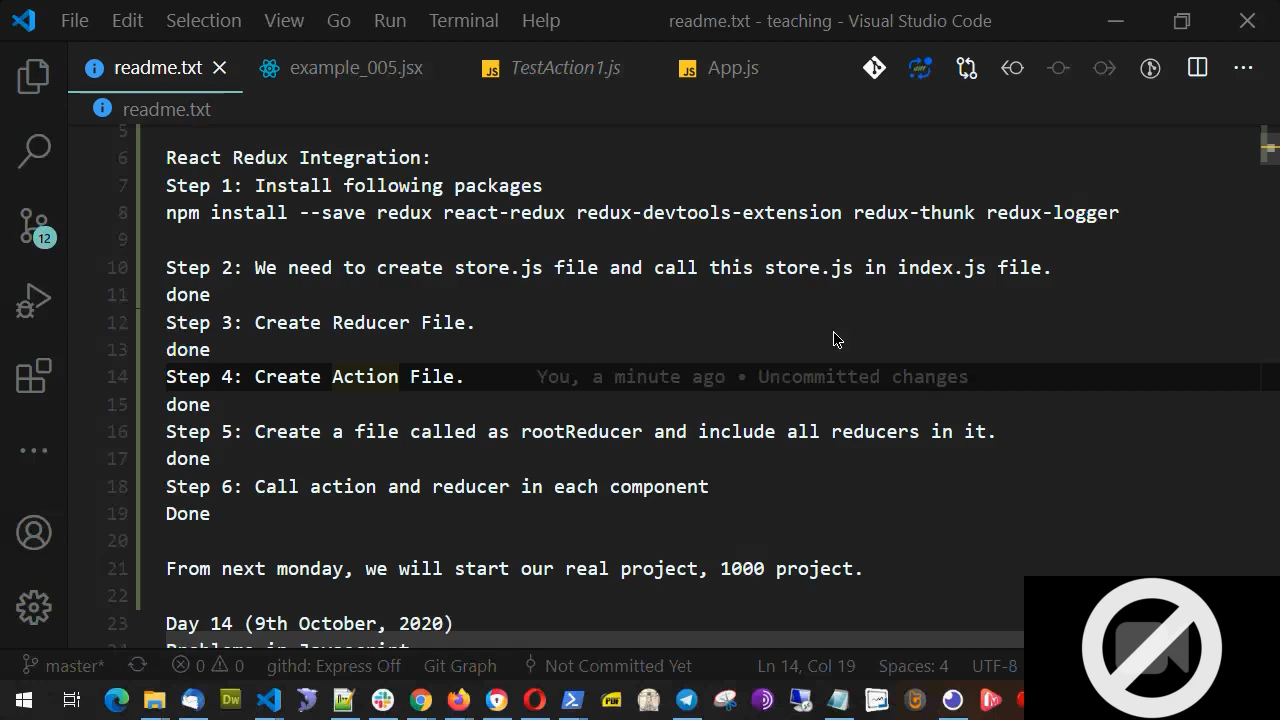 File Edit Selection View Go Run Terminal Help readme.txt - teaching - Visual Studio Code
readme.txt example_005.jsx JS TestAction1.js JS App.js
readme.txt
5
6 React Redux Integration:
7 Step 1: Install following packages
8 npm install --save redux react-redux redux-devtools-extension redux-thunk redux-logger
9
10 Step 2: We need to create store.js file and call this store.js in index.js file.
11 done
12 Step 3: Create Reducer File.
13 done
14 Step 4: Create Action File. You, a minute ago • Uncommitted changes
15 done
16 Step 5: Create a file called as rootReducer and include all reducers in it.
17 done
18 Step 6: Call action and reducer in each component
19 Done
20
21 From next monday, we will start our real project, 1000 project.
22
23 Day 14 (9th October, 2020)
24 Problems in Javascript
12
master* 0 0 githd: Express Off Git Graph Not Committed Yet Ln 14, Col 19 Spaces: 4 UTF-8
Dw